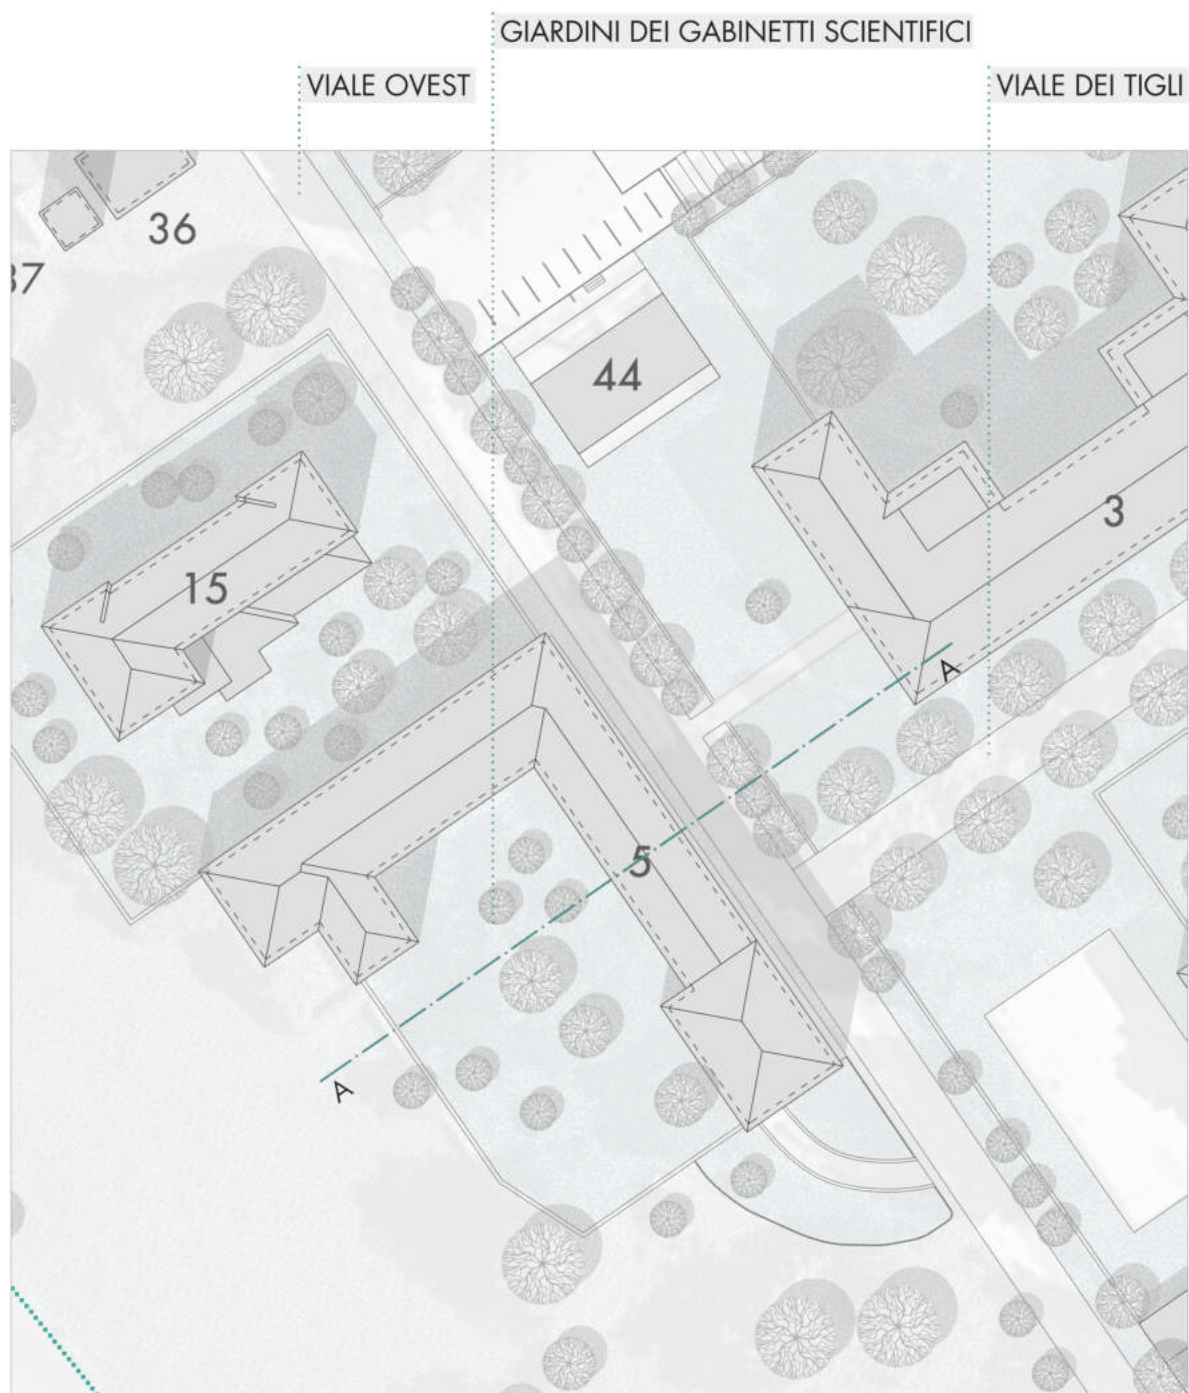 GIARDINI DEI GABINETTI SCIENTIFICI
VIALE OVEST
VIALE DEI TIGLI
36
37
44
3
15
A
5
A